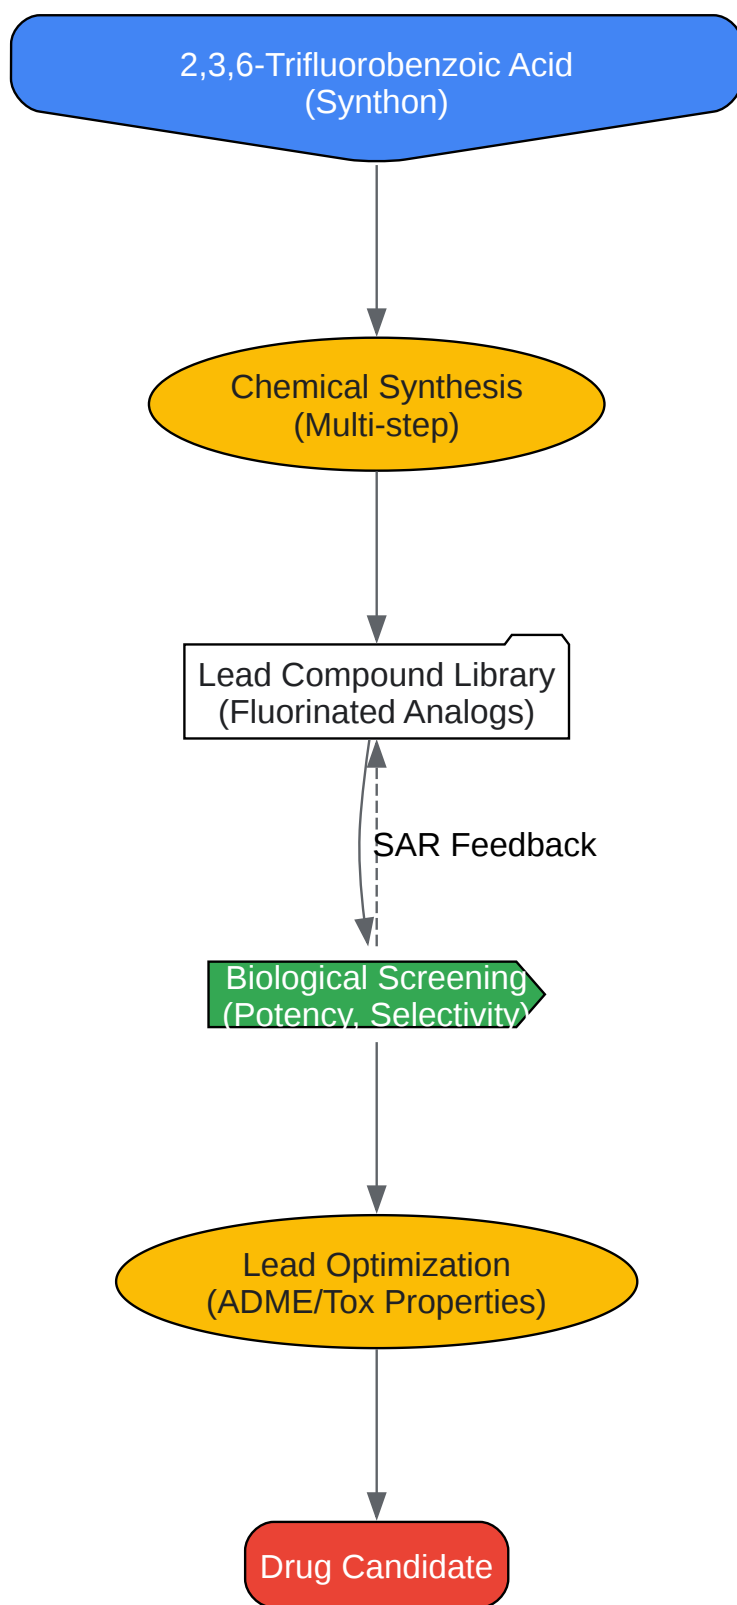 2,3,6-Trifluorobenzoic Acid
(Synthon)
Chemical Synthesis
(Multi-step)
Lead Compound Library
(Fluorinated Analogs)
SAR Feedback
Biological Screening
(Potency, Selectivity)
Lead Optimization
(ADME/Tox Properties)
Drug Candidate